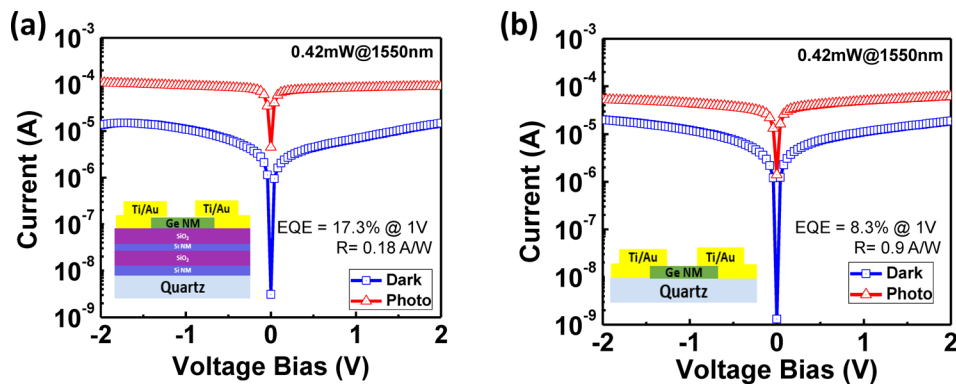 (a)
10⁻³
10⁻⁴
10⁻⁵
10⁻⁶
10⁻⁷
10⁻⁸
10⁻⁹
Current (A)
0.42mW@1550nm
Ti/Au Ti/Au
Ge NM
SiO₂
Si NM
SiO₂
Si NM
Quartz
EQE = 17.3% @ 1V
R= 0.18 A/W
Dark
Photo
-2 -1 0 1 2
Voltage Bias (V)
(b)
10⁻³
10⁻⁴
10⁻⁵
10⁻⁶
10⁻⁷
10⁻⁸
10⁻⁹
Current (A)
0.42mW@1550nm
Ti/Au Ti/Au
Ge NM
Quartz
EQE = 8.3% @ 1V
R= 0.9 A/W
Dark
Photo
-2 -1 0 1 2
Voltage Bias (V)